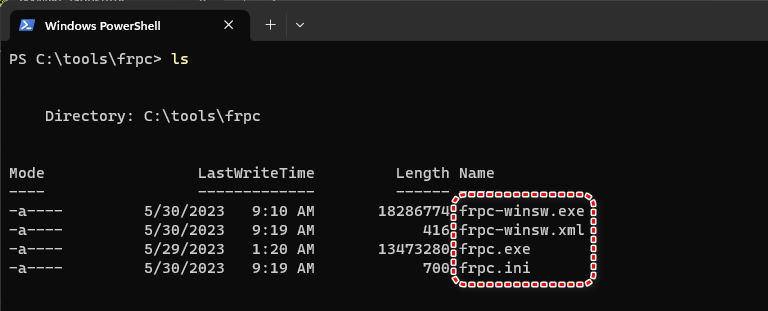 Windows PowerShell
PS C:\tools\frpc> ls
Directory: C:\tools\frpc
Mode LastWriteTime Length Name
---- ------------- ------ ----
-a---- 5/30/2023 9:10 AM 18286774 frpc-winsw.exe
-a---- 5/30/2023 9:19 AM 416 frpc-winsw.xml
-a---- 5/29/2023 1:20 AM 13473280 frpc.exe
-a---- 5/30/2023 9:19 AM 700 frpc.ini